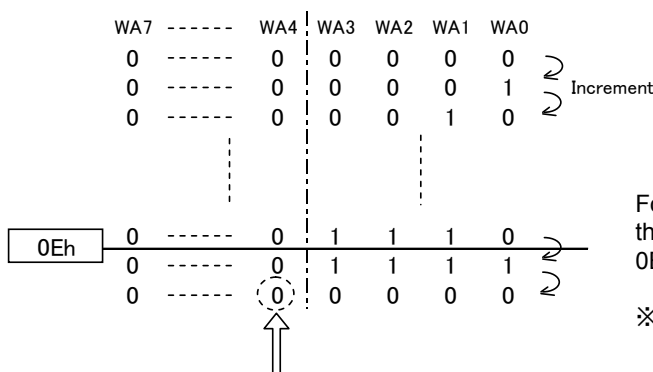 WA7 ------ WA4 WA3 WA2 WA1 WA0
0 ------ 0 0 0 0 0
0 ------ 0 0 0 0 1
Increment
0 ------ 0 0 0 1 0
Fo
0 ------ 0 1 1 1 0
th
0Eh
0 ------ 0 1 1 1 1
0E
0 ------ 0 0 0 0 0
※